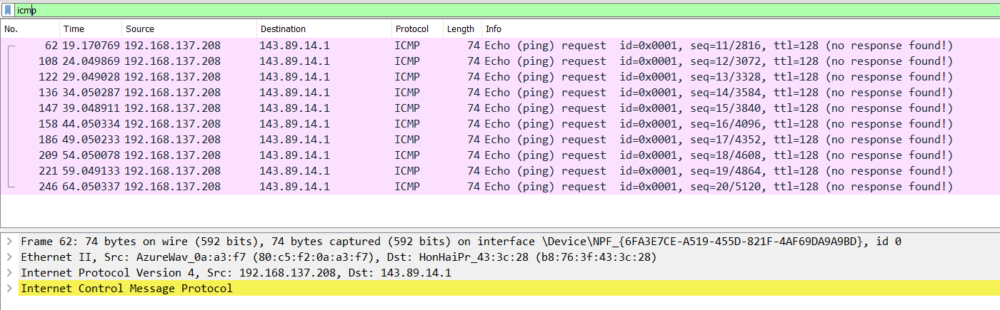 icmp
No. Time Source Destination Protocol Length Info
62 19.170769 192.168.137.208 143.89.14.1 ICMP 74 Echo (ping) request id=0x0001, seq=11/2816, ttl=128 (no response found!)
108 24.049869 192.168.137.208 143.89.14.1 ICMP 74 Echo (ping) request id=0x0001, seq=12/3072, ttl=128 (no response found!)
122 29.049028 192.168.137.208 143.89.14.1 ICMP 74 Echo (ping) request id=0x0001, seq=13/3328, ttl=128 (no response found!)
136 34.050287 192.168.137.208 143.89.14.1 ICMP 74 Echo (ping) request id=0x0001, seq=14/3584, ttl=128 (no response found!)
147 39.048911 192.168.137.208 143.89.14.1 ICMP 74 Echo (ping) request id=0x0001, seq=15/3840, ttl=128 (no response found!)
158 44.050334 192.168.137.208 143.89.14.1 ICMP 74 Echo (ping) request id=0x0001, seq=16/4096, ttl=128 (no response found!)
186 49.050233 192.168.137.208 143.89.14.1 ICMP 74 Echo (ping) request id=0x0001, seq=17/4352, ttl=128 (no response found!)
209 54.050078 192.168.137.208 143.89.14.1 ICMP 74 Echo (ping) request id=0x0001, seq=18/4608, ttl=128 (no response found!)
221 59.049133 192.168.137.208 143.89.14.1 ICMP 74 Echo (ping) request id=0x0001, seq=19/4864, ttl=128 (no response found!)
246 64.050337 192.168.137.208 143.89.14.1 ICMP 74 Echo (ping) request id=0x0001, seq=20/5120, ttl=128 (no response found!)
Frame 62: 74 bytes on wire (592 bits), 74 bytes captured (592 bits) on interface \Device\NPF_{6FA3E7CE-A519-455D-821F-4AF69DA9A9BD}, id 0
Ethernet II, Src: AzureWav_0a:a3:f7 (80:c5:f2:0a:a3:f7), Dst: HonHaiPr_43:3c:28 (b8:76:3f:43:3c:28)
Internet Protocol Version 4, Src: 192.168.137.208, Dst: 143.89.14.1
Internet Control Message Protocol